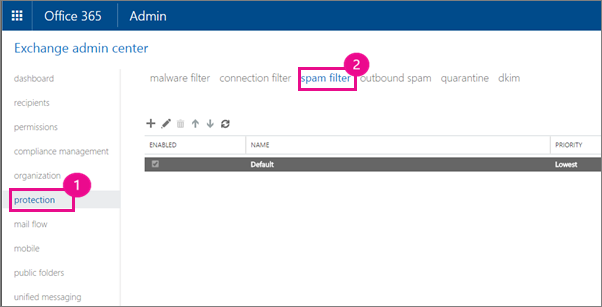 Office 365 Admin
Exchange admin center
dashboard
recipients
permissions
compliance management
organization
protection
1
mail flow
mobile
public folders
unified messaging
2
malware filter connection filter spam filter outbound spam quarantine dkim
ENABLED NAME PRIORITY
Default Lowest